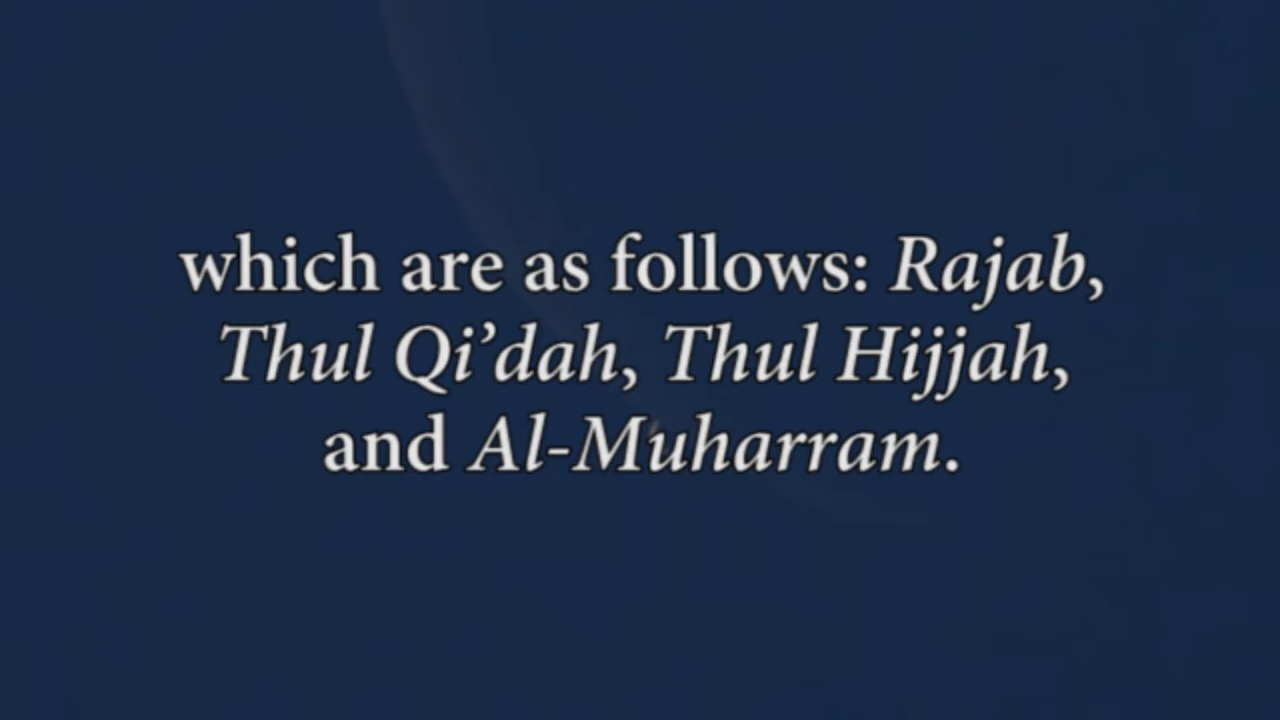 which are as follows: Rajab,
Thul Qi’dah, Thul Hijjah,
and Al-Muharram.